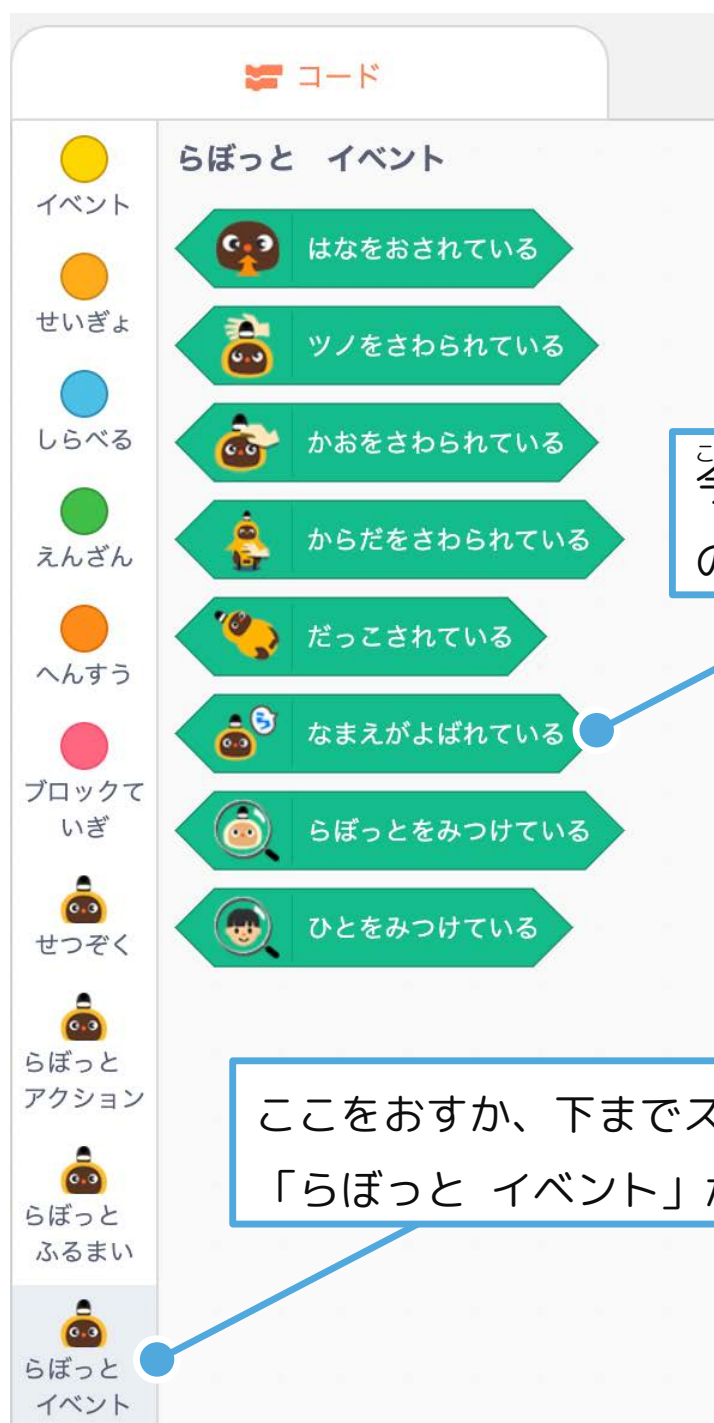 コード
イベント
せいぎょ
しらべる
えんざん
へんすう
ブロックて
いぎ
せつぞく
らぼっと
アクション
らぼっと
ふるまい
らぼっと
イベント
らぼっと イベント
はなをおされている
ツノをさわられている
かおをさわられている
からだをさわられている
だっこされている
ら
なまえがよばれている
らぼっとをみつけている
ひとをみつけている
こ
の
ここをおすか、下までス
「らぼっと イベント」